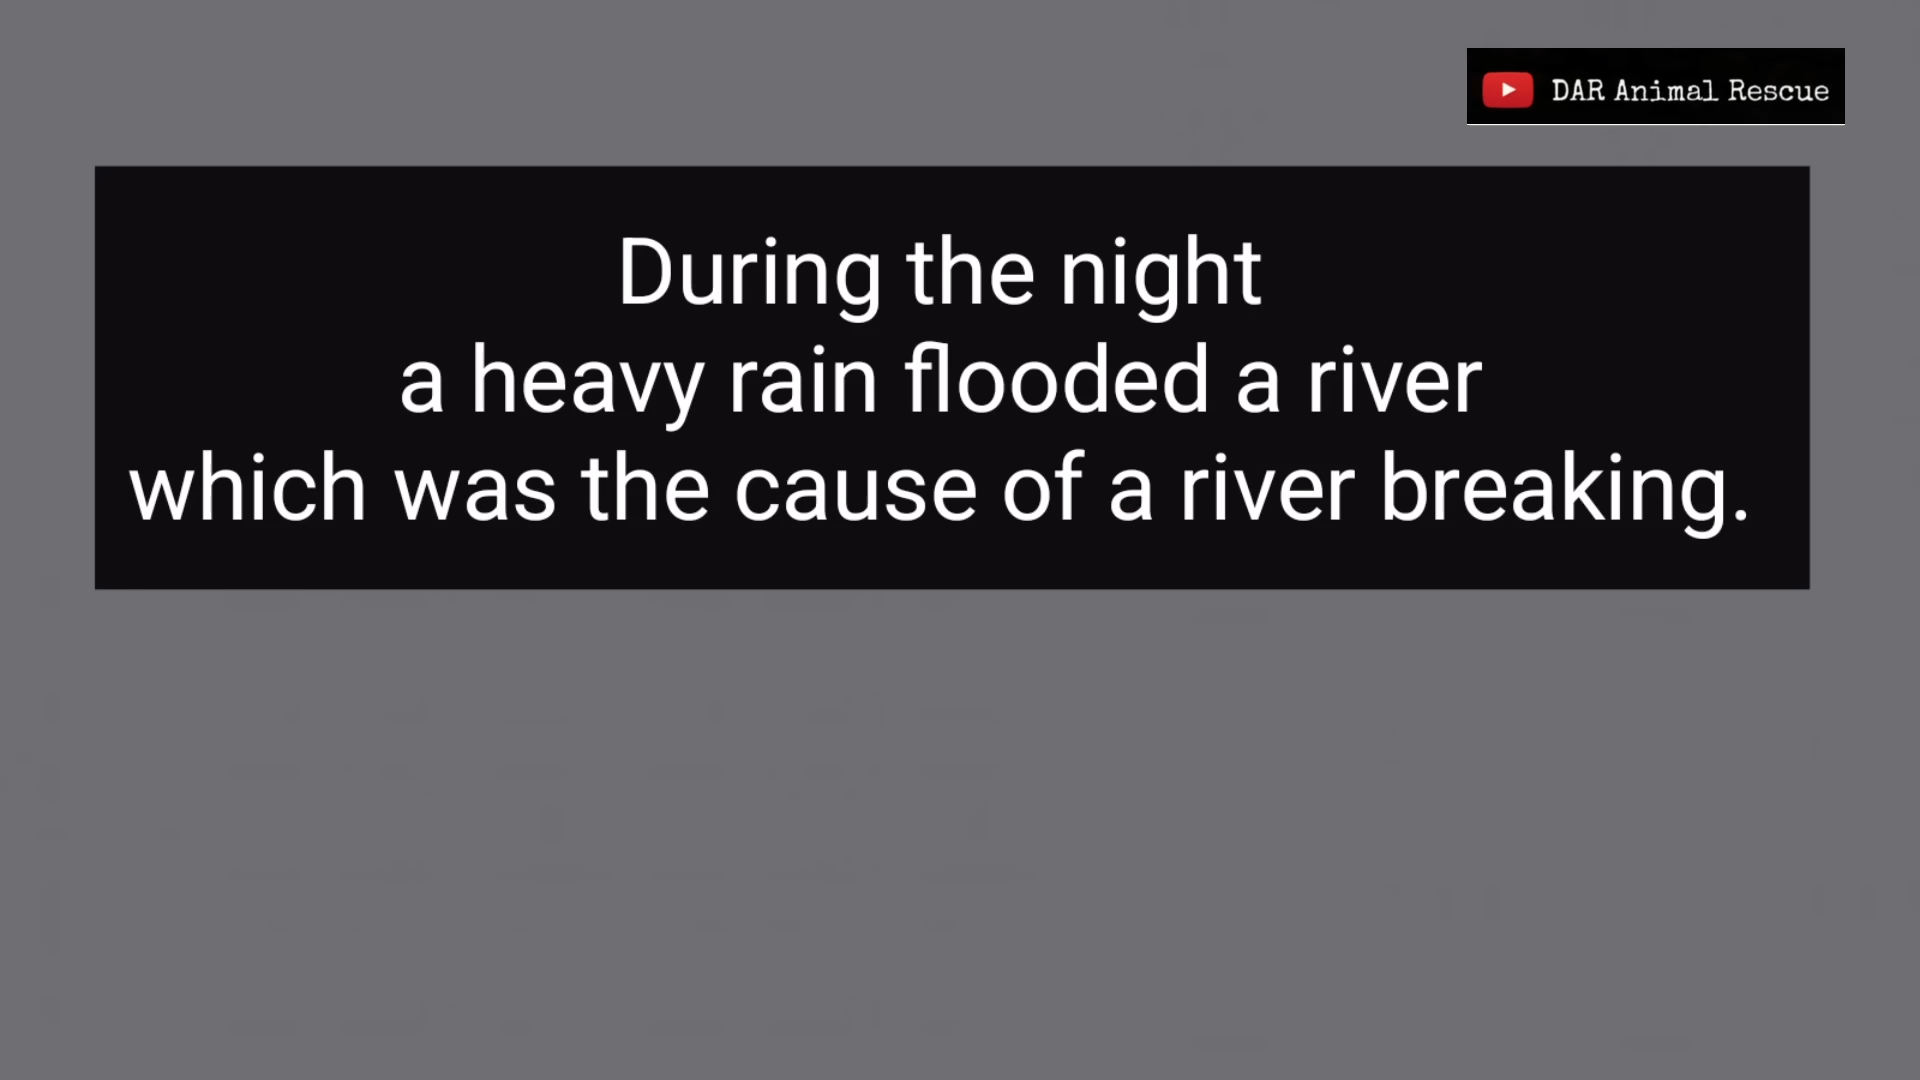 DAR Animal Rescue
During the night
a heavy rain flooded a river
which was the cause of a river breaking.